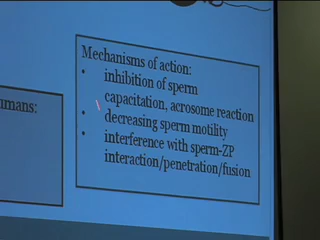 Mechanisms of action:
• inhibition of sperm
capacitation, acrosome reaction
• decreasing sperm motility
• interference with sperm-ZP
interaction/penetration/fusion
umans: